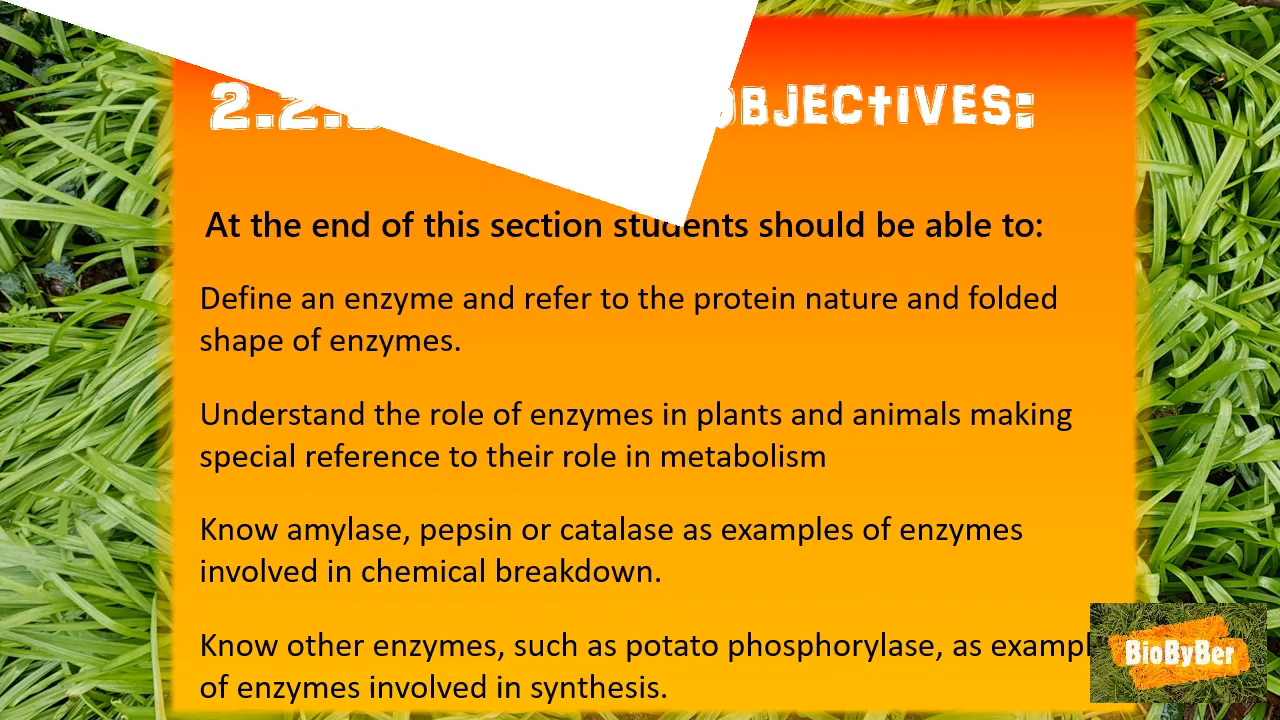 2.2. OBJECTIVES:
At the end of this section students should be able to:
Define an enzyme and refer to the protein nature and folded
shape of enzymes.
Understand the role of enzymes in plants and animals making
special reference to their role in metabolism
Know amylase, pepsin or catalase as examples of enzymes
involved in chemical breakdown.
Know other enzymes, such as potato phosphorylase, as exampl
of enzymes involved in synthesis.
BioByBer